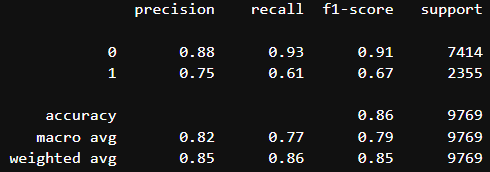 precision recall f1-score support
0 0.88 0.93 0.91 7414
1 0.75 0.61 0.67 2355
accuracy 0.86 9769
macro avg 0.82 0.77 0.79 9769
weighted avg 0.85 0.86 0.85 9769